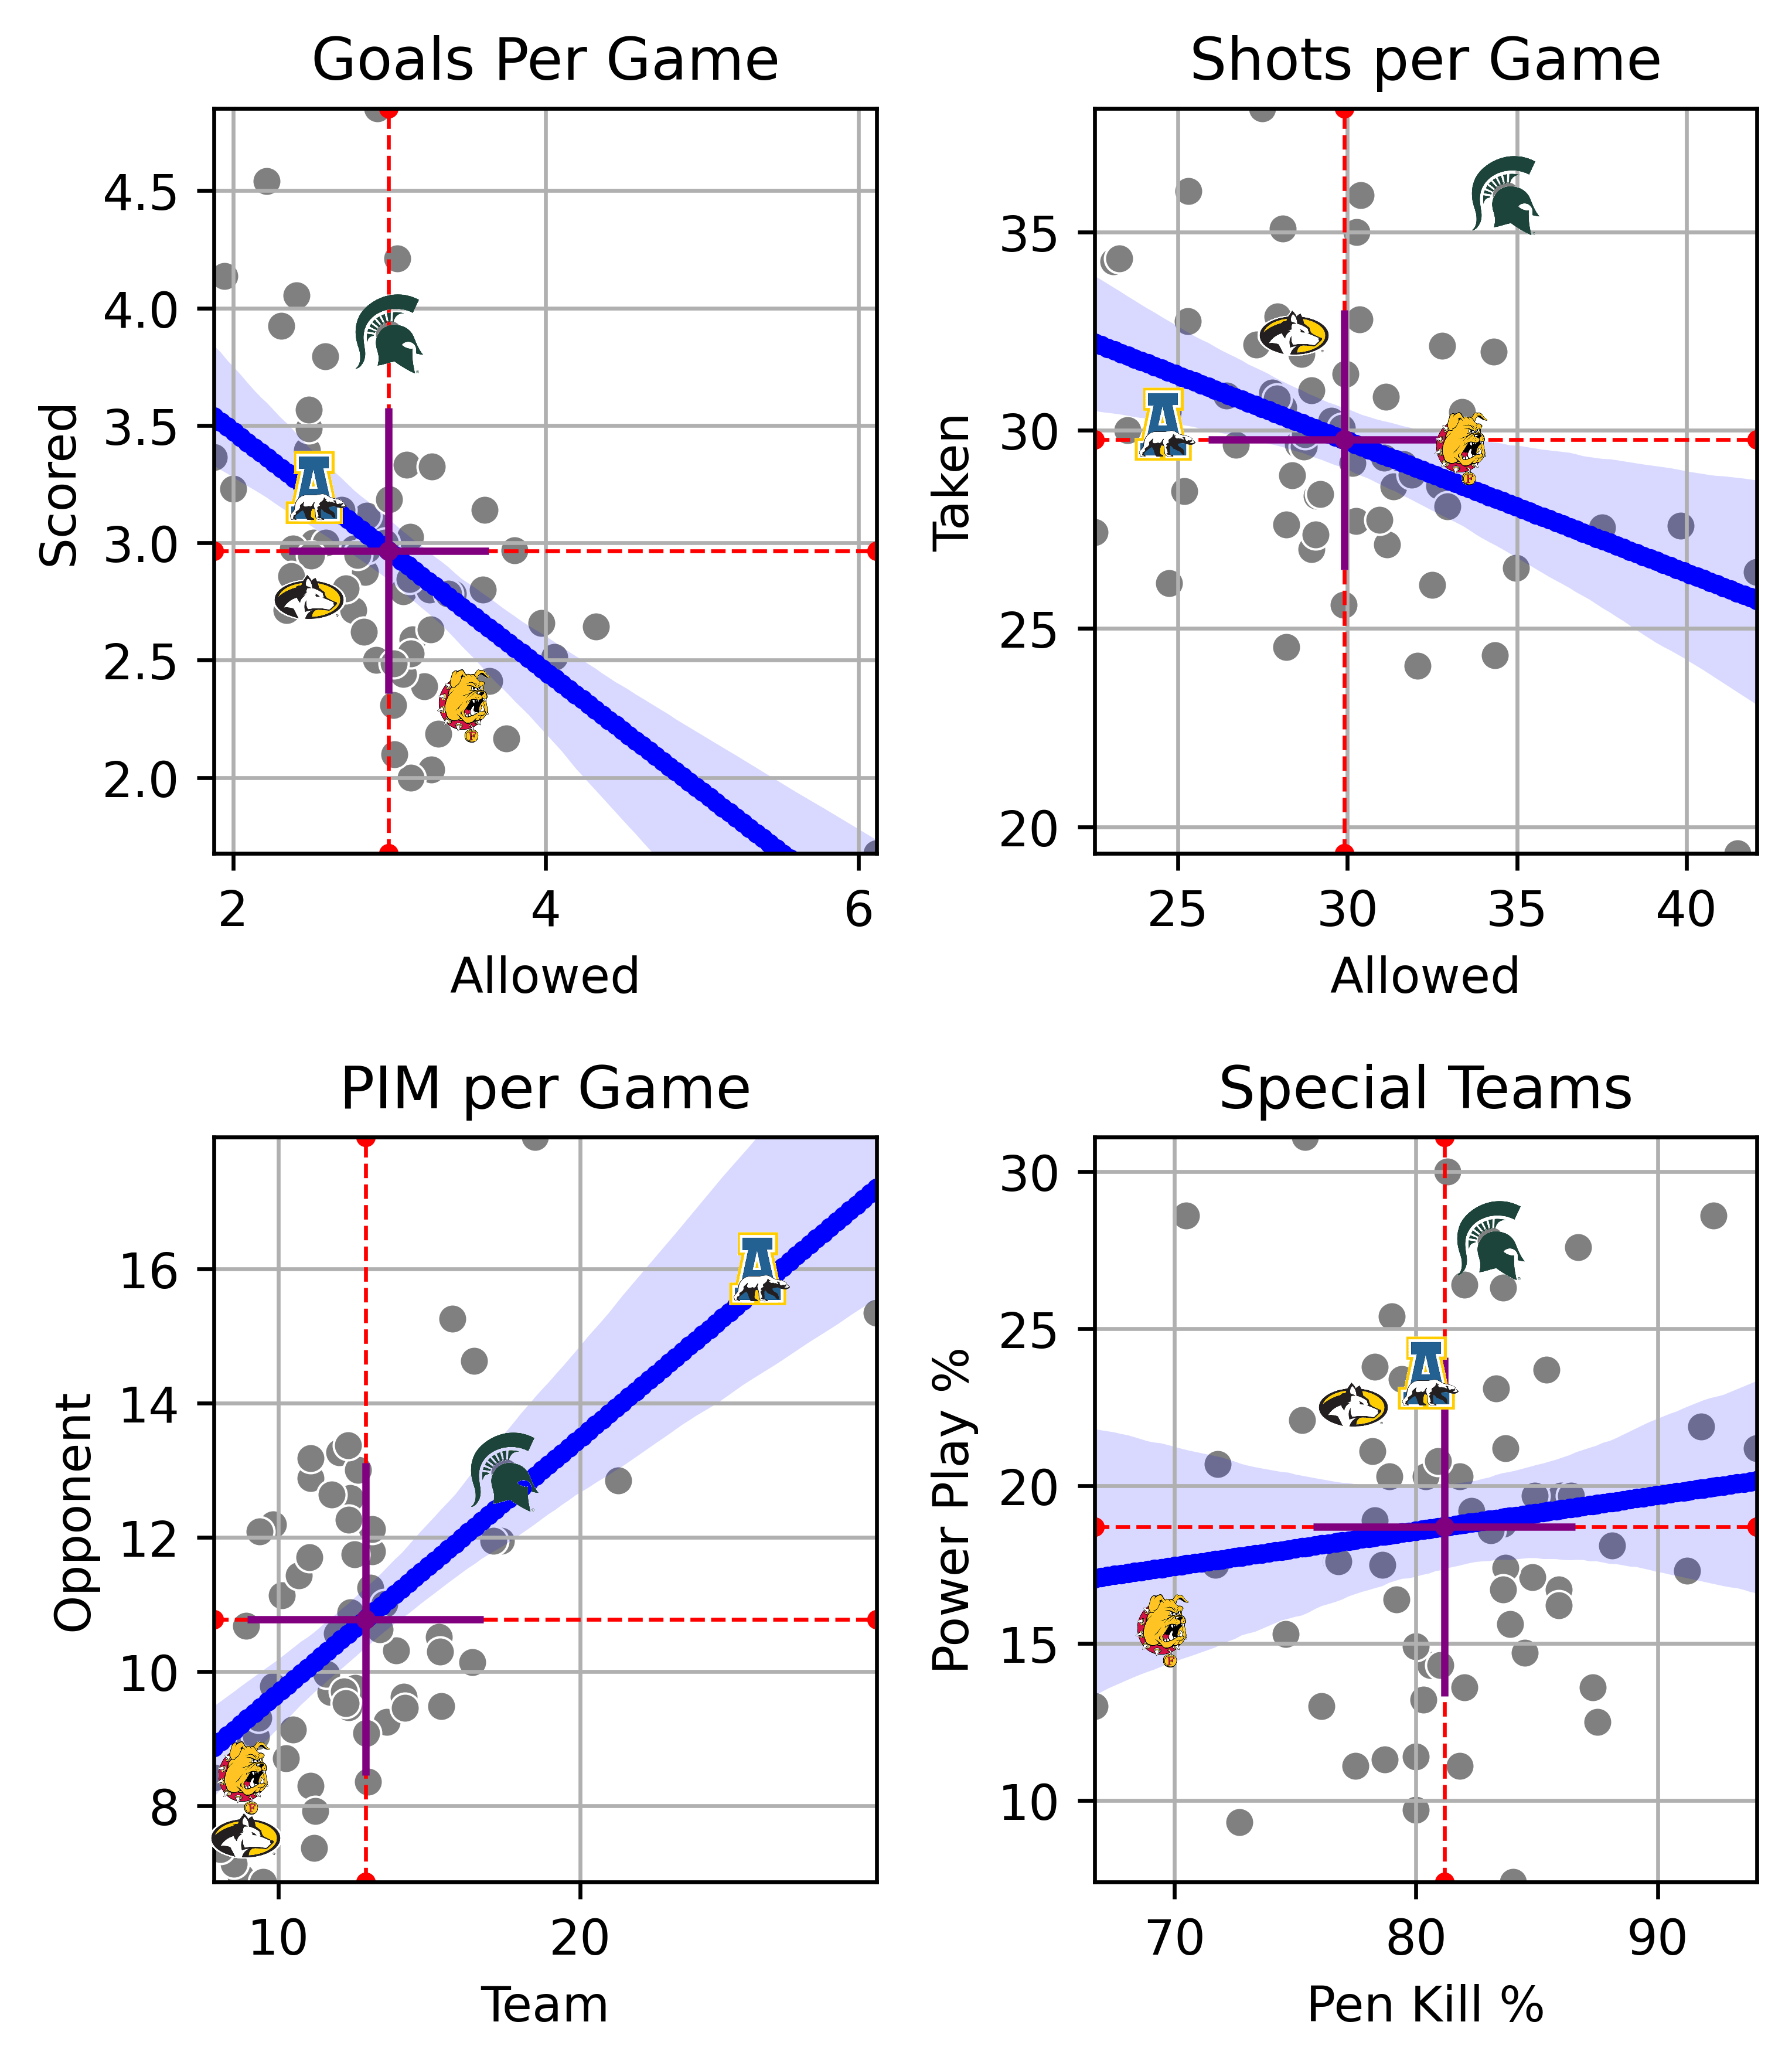 Goals Per Game
Shots per Game
Scored
4.5
4.0
3.5
3.0
2.5
2.0
2
4
6
Allowed
Taken
35
30
25
20
25
30
35
40
Allowed
PIM per Game
Special Teams
Opponent
16
14
12
10
8
10
20
Team
Power Play %
30
25
20
15
10
70
80
90
Pen Kill %
A
A
A
A
F
F
F
F